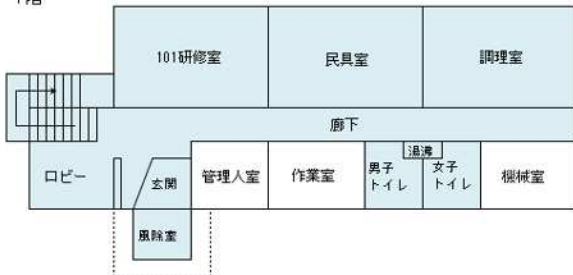 1階
101研修室
民具室
調理室
廊下
湯沸
ロビー
玄関
管理人室
作業室
男子
トイレ
女子
トイレ
機械室
風除室